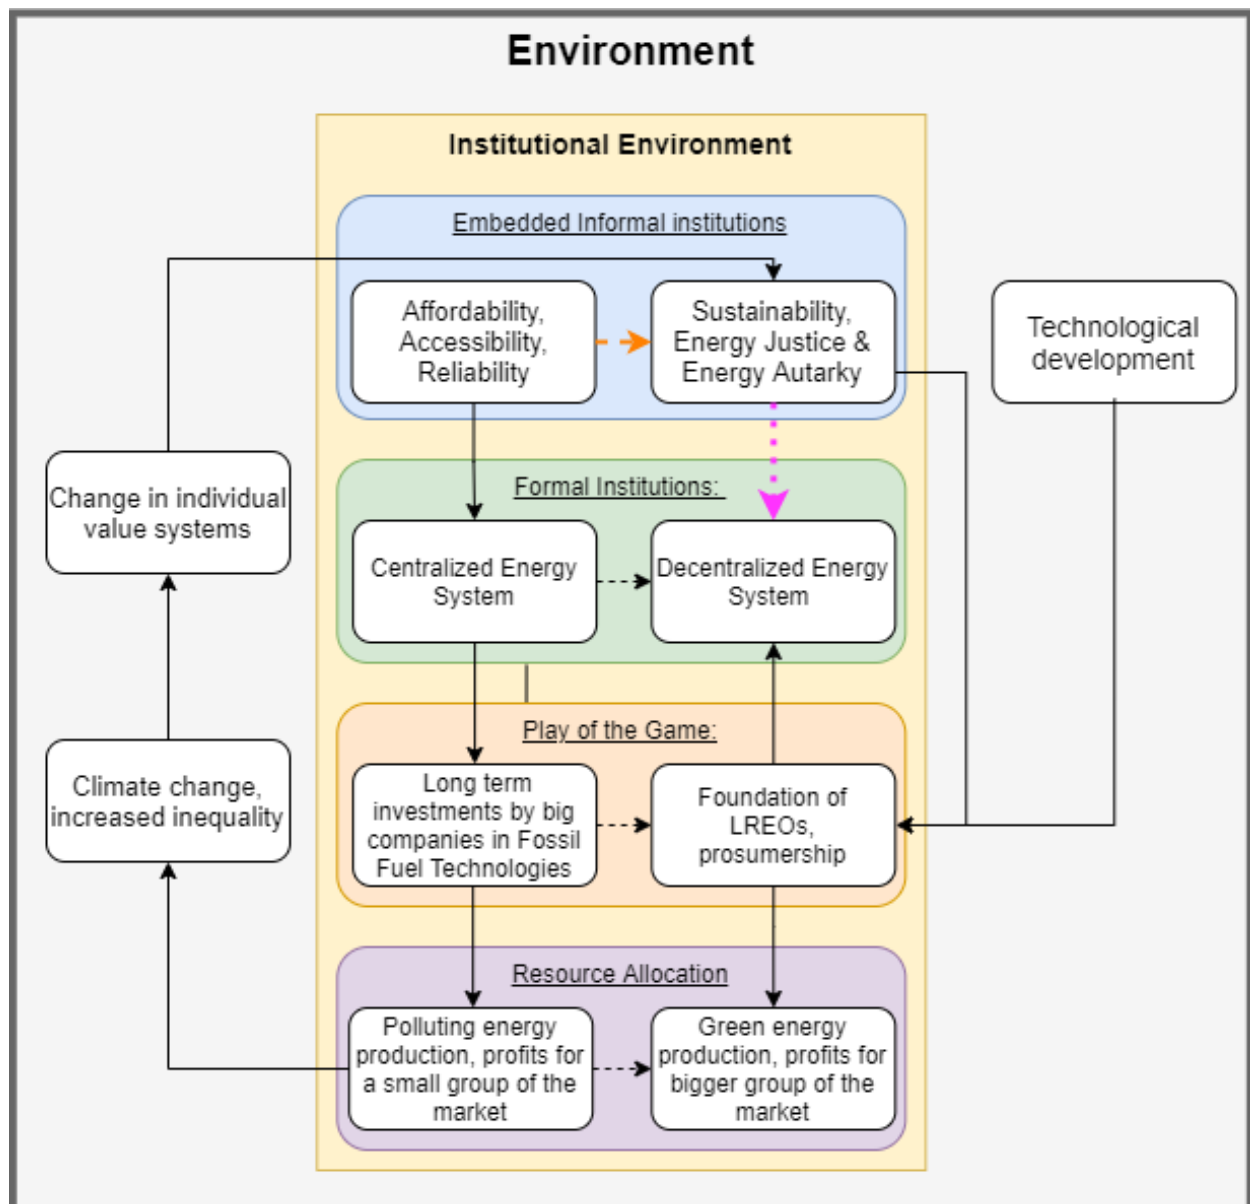 Environment
Institutional Environment
Embedded Informal institutions
Affordability,
Accessibility,
Reliability
Sustainability,
Energy Justice &
Energy Autarky
Technological
development
Change in individual
value systems
Formal Institutions:
Centralized Energy
System
Decentralized Energy
System
Play of the Game:
Climate change,
increased inequality
Long term
investments by big
companies in Fossil
Fuel Technologies
Foundation of
LREOs,
prosumership
Resource Allocation
Polluting energy
production, profits for
a small group of the
market
Green energy
production, profits for
bigger group of the
market